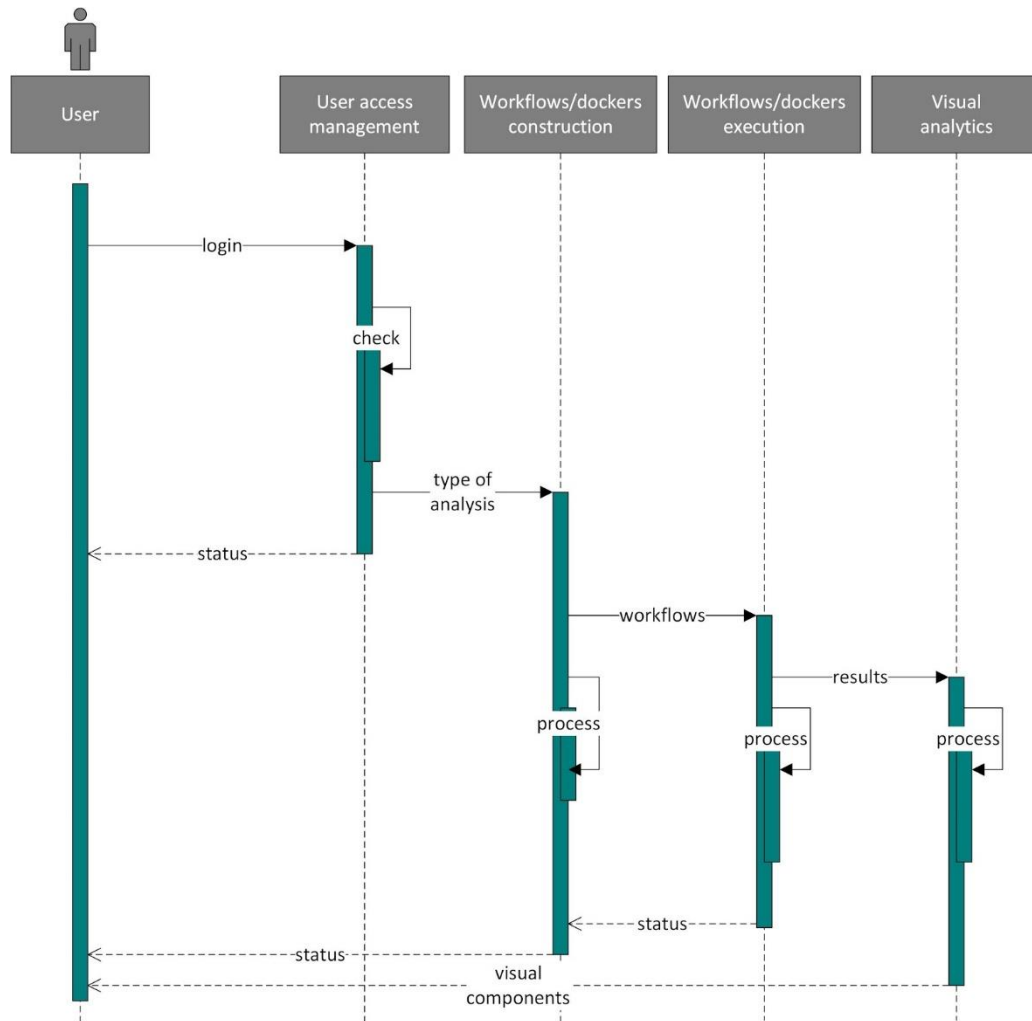 User
User access
management
Workflows/dockers
construction
Workflows/dockers
execution
Visual
analytics
login
check
type of
analysis
status
workflows
results
process
process
process
status
status
visual
components